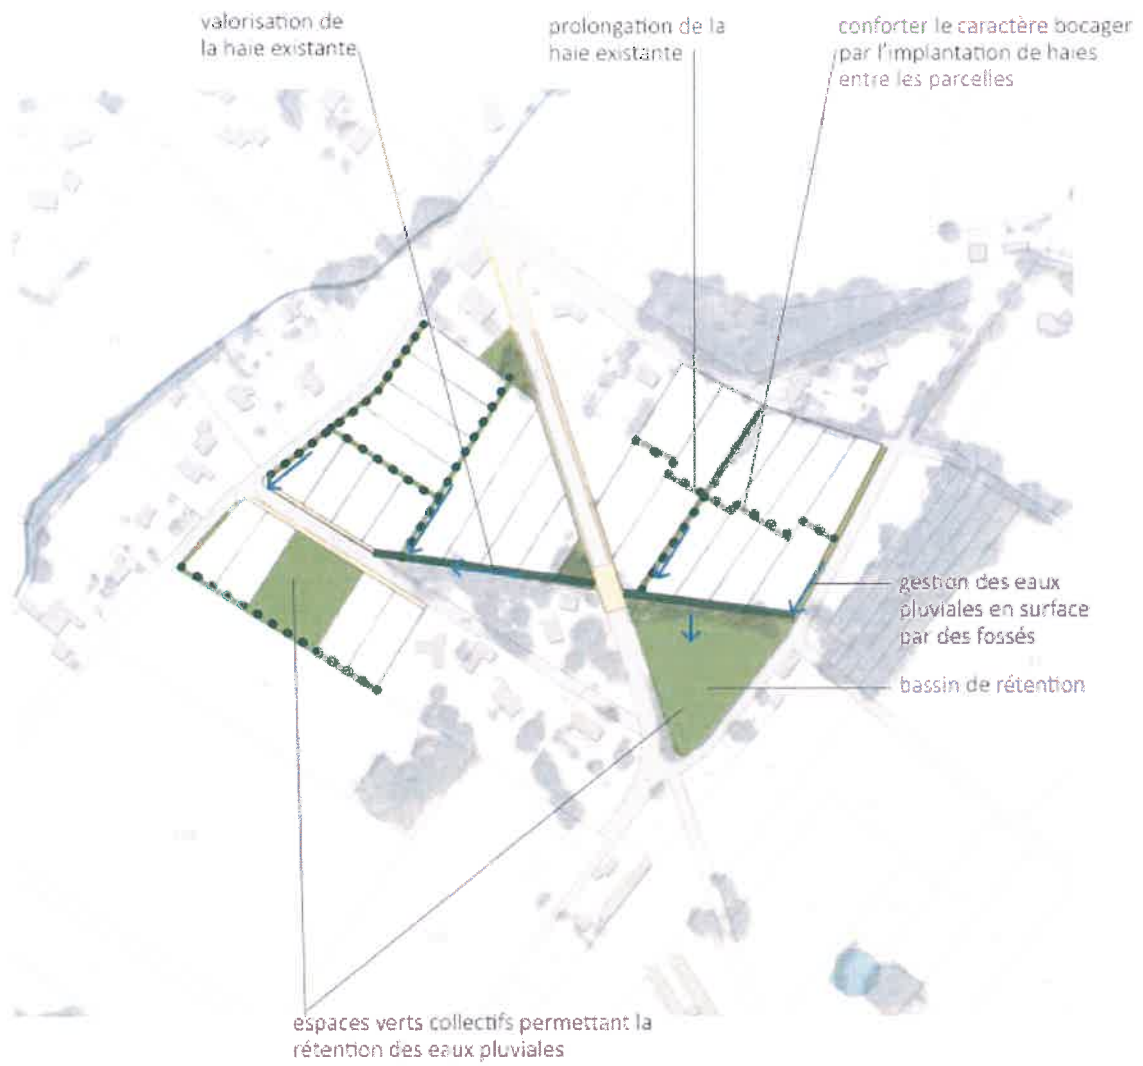 valorisation de
la haie existante
prolongation de la
haie existante
conforter le caractère bocager
par l'implantation de haies
entre les parcelles
gestion des eaux
pluviales en surface
par des fossés
bassin de rétention
espaces verts collectifs permettant la
rétention des eaux pluviales